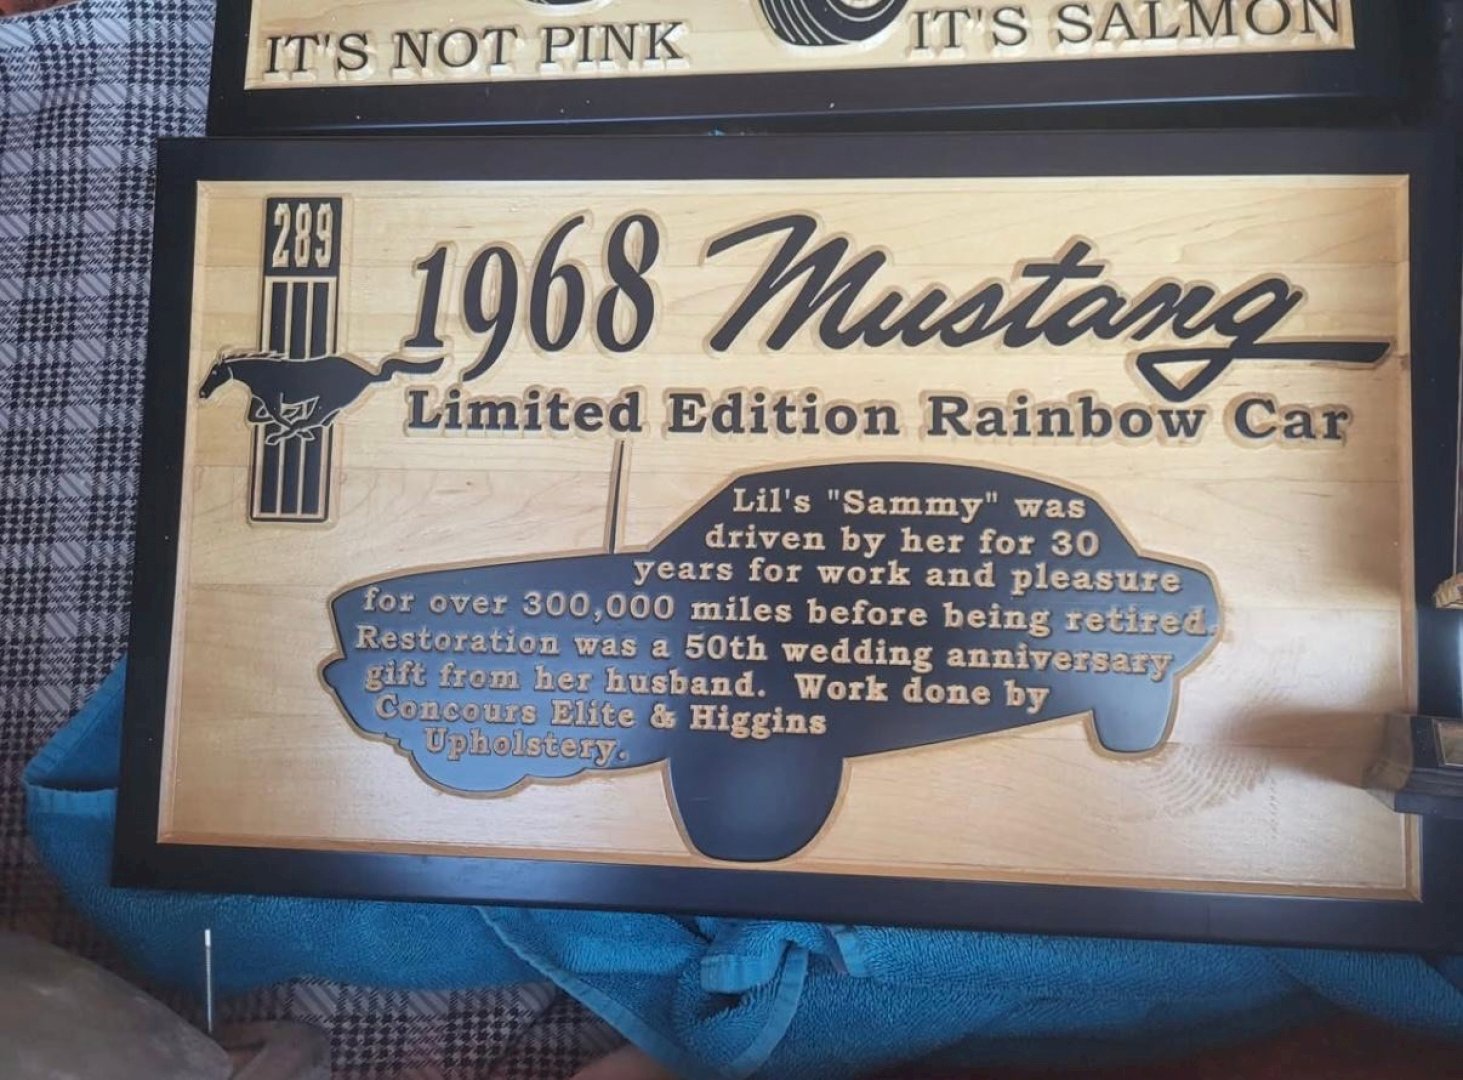 IT'S NOT PINK IT'S SALMON
289
1968 Mustang
Limited Edition Rainbow Car
Lil's "Sammy" was
driven by her for 30
years for work and pleasure
for over 300,000 miles before being retired.
Restoration was a 50th wedding anniversary
gift from her husband. Work done by
Concours Elite & Higgins
Upholstery.